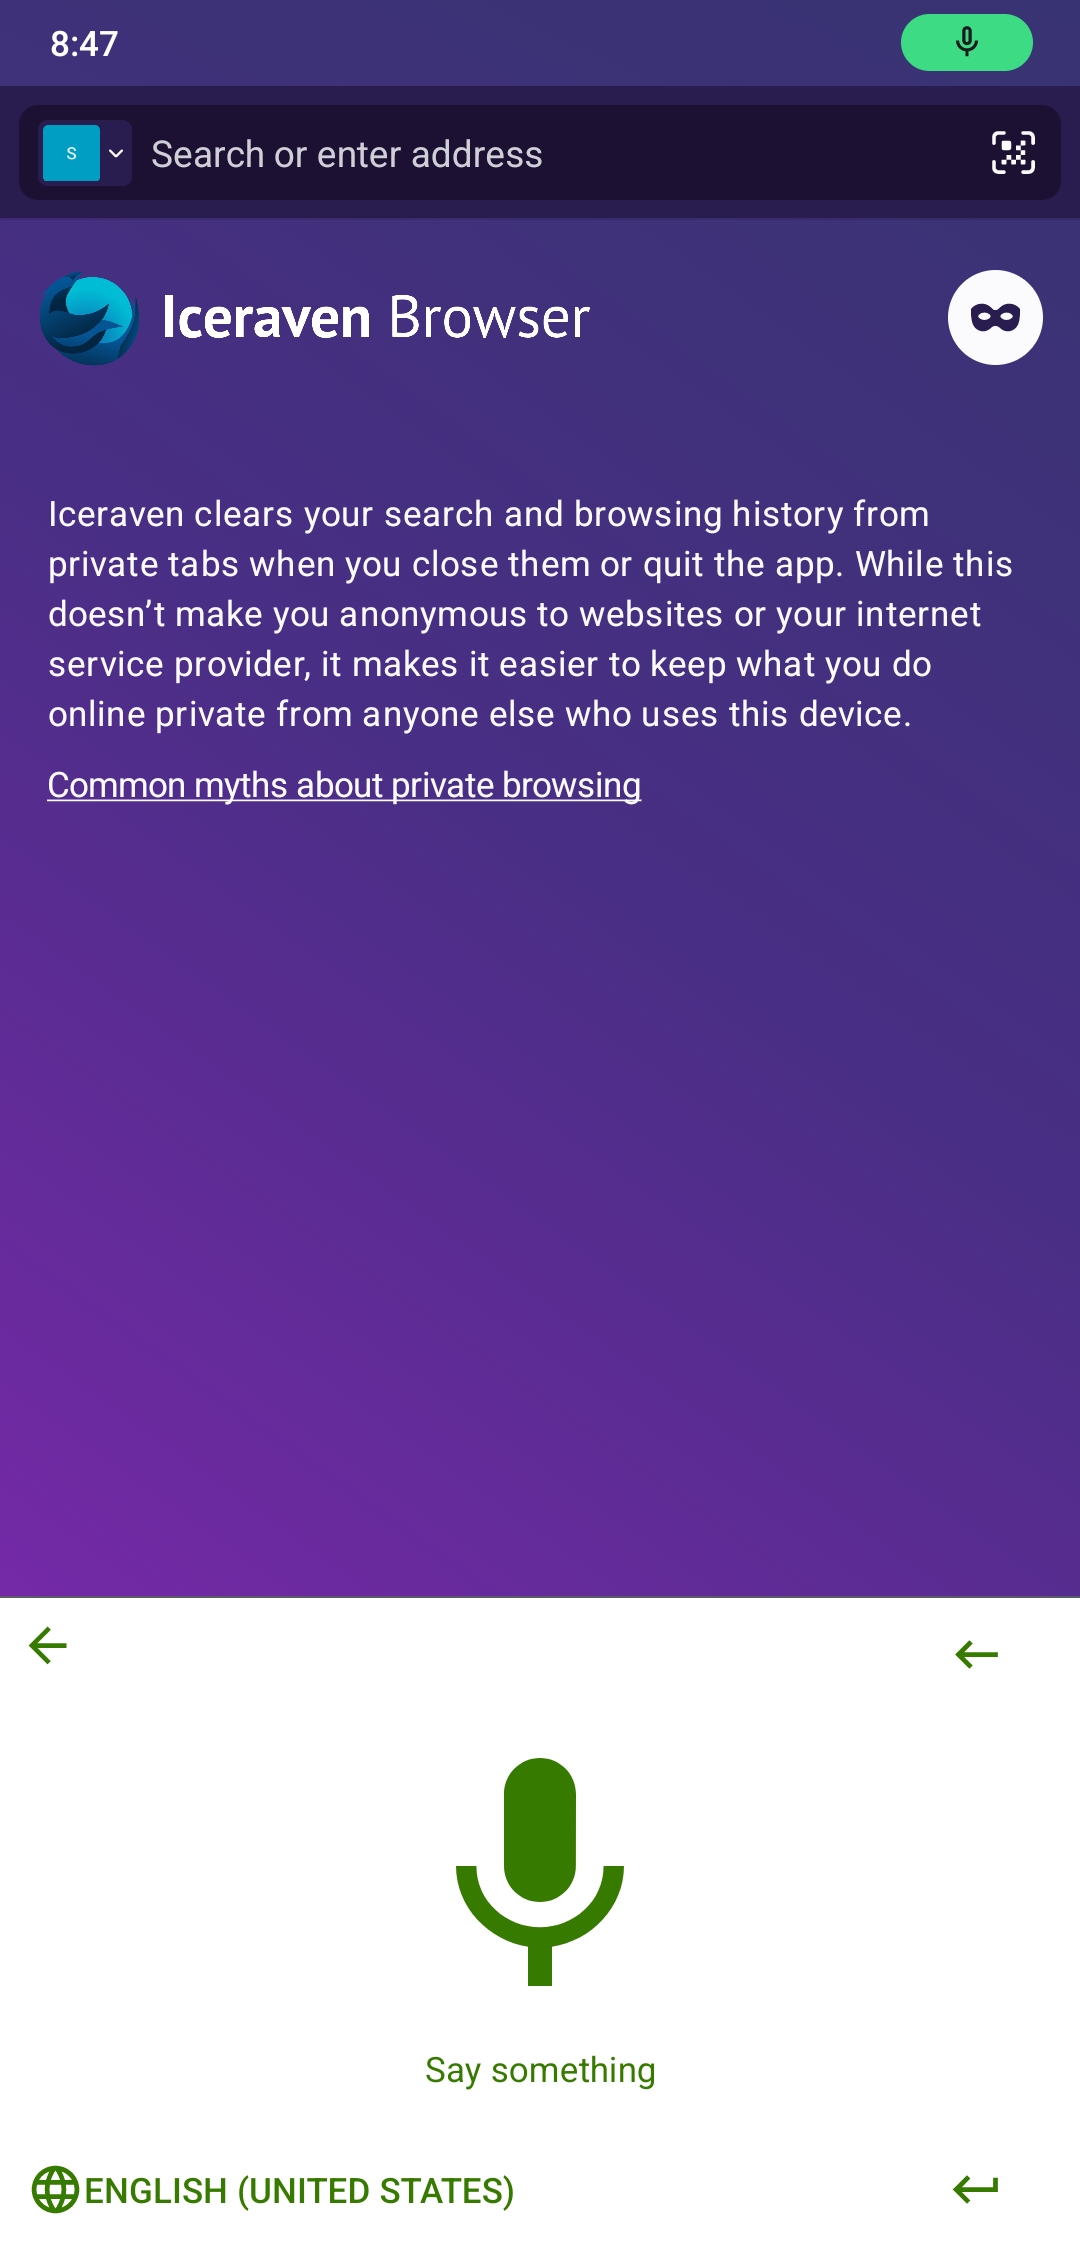 8:47
S
Search or enter address
Iceraven Browser
Iceraven clears your search and browsing history from
private tabs when you close them or quit the app. While this
doesn’t make you anonymous to websites or your internet
service provider, it makes it easier to keep what you do
online private from anyone else who uses this device.
Common myths about private browsing
Say something
ENGLISH (UNITED STATES)